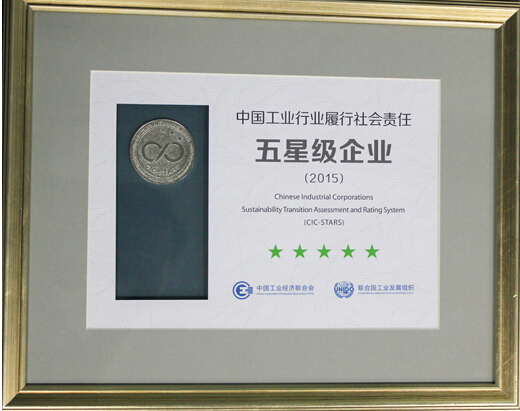 中国工业行业履行社会责任
五星级企业
(2015)
Chinese Industrial Corporations
Sustainability Transition Assessment and Rating System
(CIC-STARS)
中国工业经济联合会
UNIDO
联合国工业发展组织